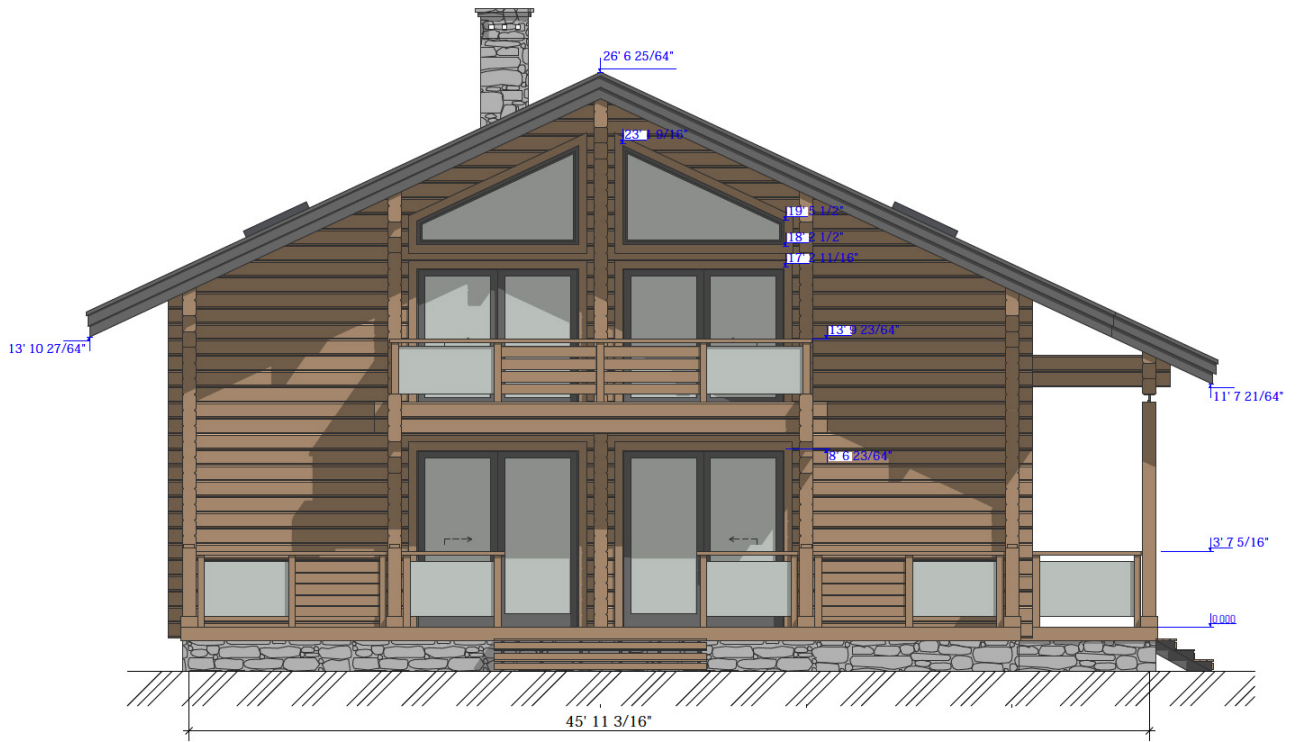 26' 6 25/64"
23' 1 9/16"
19' 5 1/2"
18' 2 1/2"
17' 2 11/16"
13' 9 23/64"
13' 10 27/64"
11' 7 21/64"
8' 6 23/64"
3' 7 5/16"
0.000
45' 11 3/16"